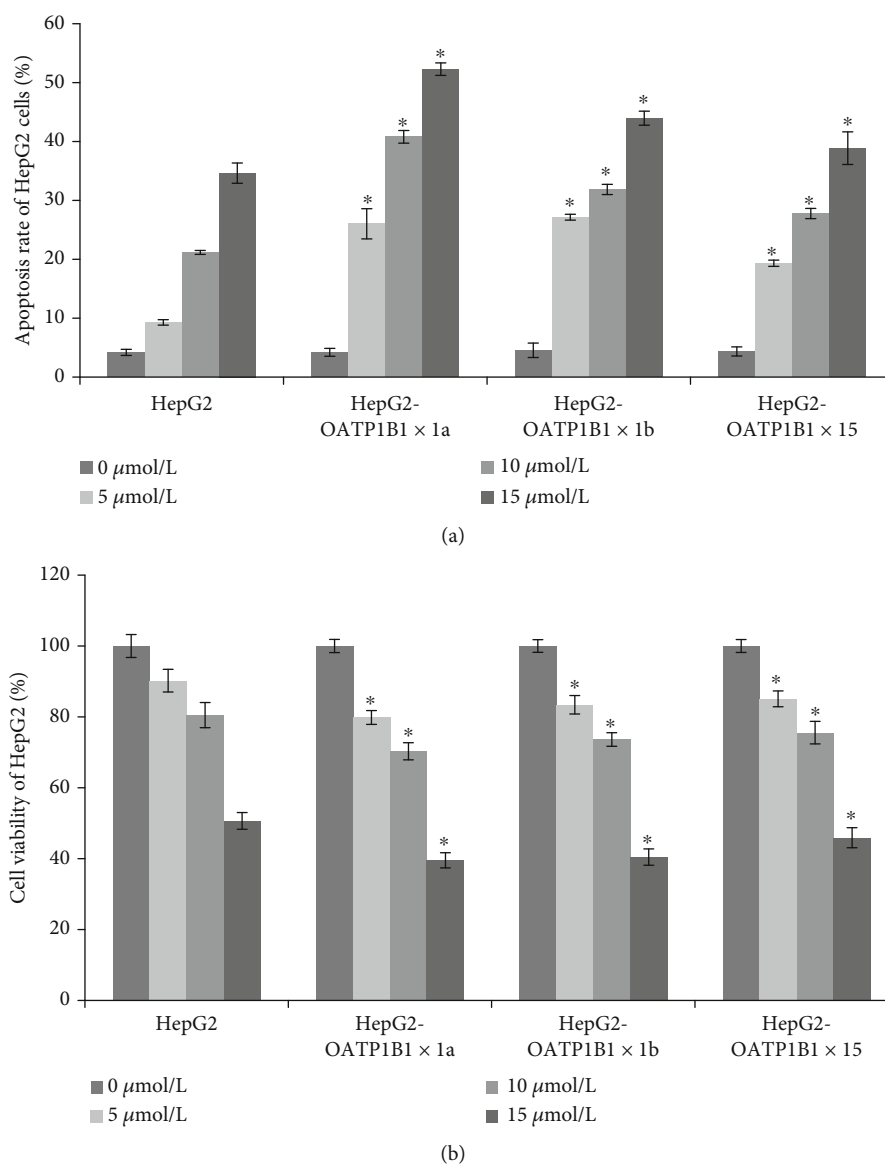 60
50
40
30
20
10
0
Apoptosis rate of HepG2 cells (%)
* * *
* * *
* * *
HepG2
HepG2-
OATP1B1 × 1a
HepG2-
OATP1B1 × 1b
HepG2-
OATP1B1 × 15
0 µmol/L
5 µmol/L
10 µmol/L
15 µmol/L
(a)
120
100
80
60
40
20
0
Cell viability of HepG2 (%)
* * *
* * *
* * *
HepG2
HepG2-
OATP1B1 × 1a
HepG2-
OATP1B1 × 1b
HepG2-
OATP1B1 × 15
0 µmol/L
5 µmol/L
10 µmol/L
15 µmol/L
(b)